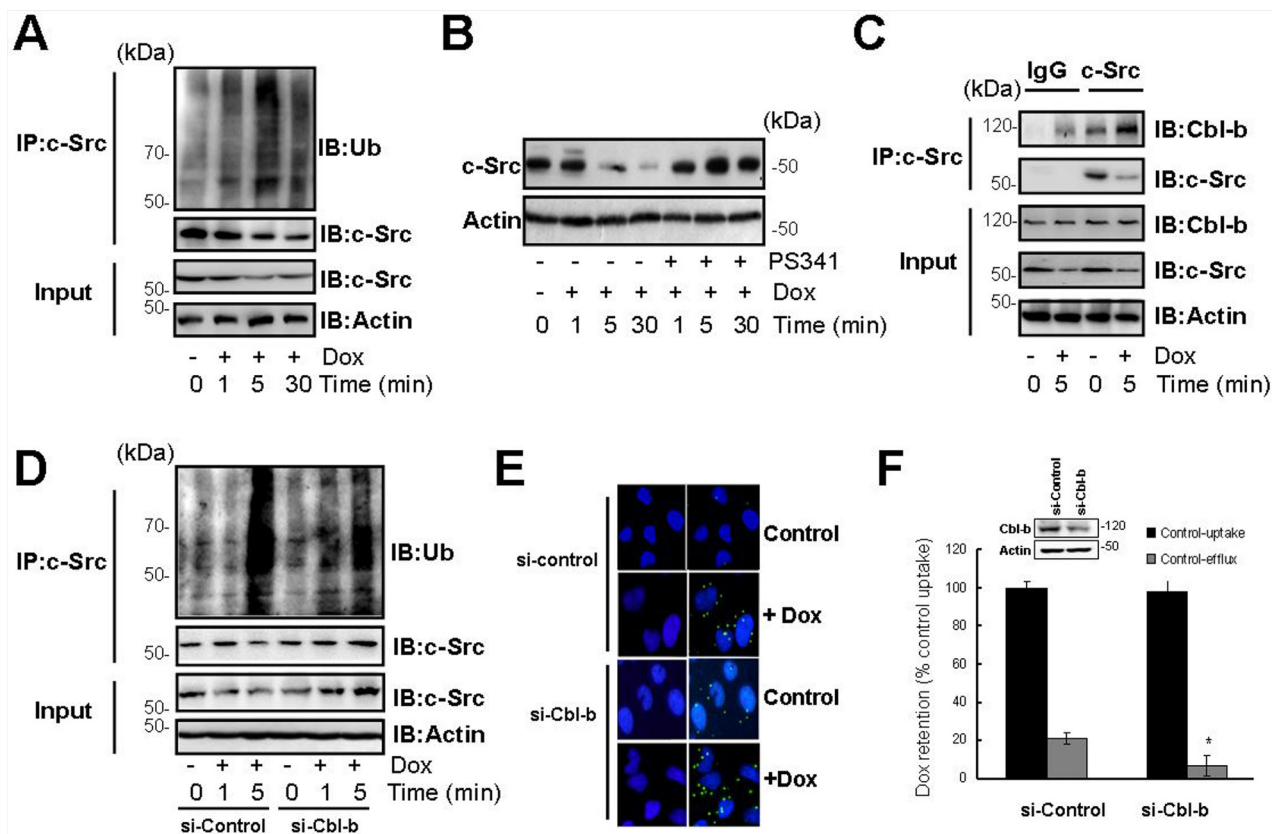 A
(kDa)
IP:c-Src
70-
50-
IB:Ub
IB:c-Src
Input
50-
IB:c-Src
50-
IB:Actin
- + + + Dox
0 1 5 30 Time (min)
B
(kDa)
c-Src
-50
Actin
-50
- - - - + + + PS341
- + + + + + + Dox
0 1 5 30 1 5 30 Time (min)
C
IgG c-Src
(kDa)
IP:c-Src
120-
IB:Cbl-b
50-
IB:c-Src
Input
120-
IB:Cbl-b
50-
IB:c-Src
50-
IB:Actin
- + - + Dox
0 5 0 5 Time (min)
D
(kDa)
IP:c-Src
70-
50-
IB:Ub
50-
IB:c-Src
Input
50-
IB:c-Src
50-
IB:Actin
- + + - + + Dox
0 1 5 0 1 5 Time (min)
si-Control si-Cbl-b
E
si-control
Control
+ Dox
si-Cbl-b
Control
+Dox
F
si-Control
si-Cbl-b
Cbl-b
-120
Actin
-50
Control-uptake
Control-efflux
Dox retention (% control uptake)
120
100
80
60
40
20
0
*
si-Control si-Cbl-b